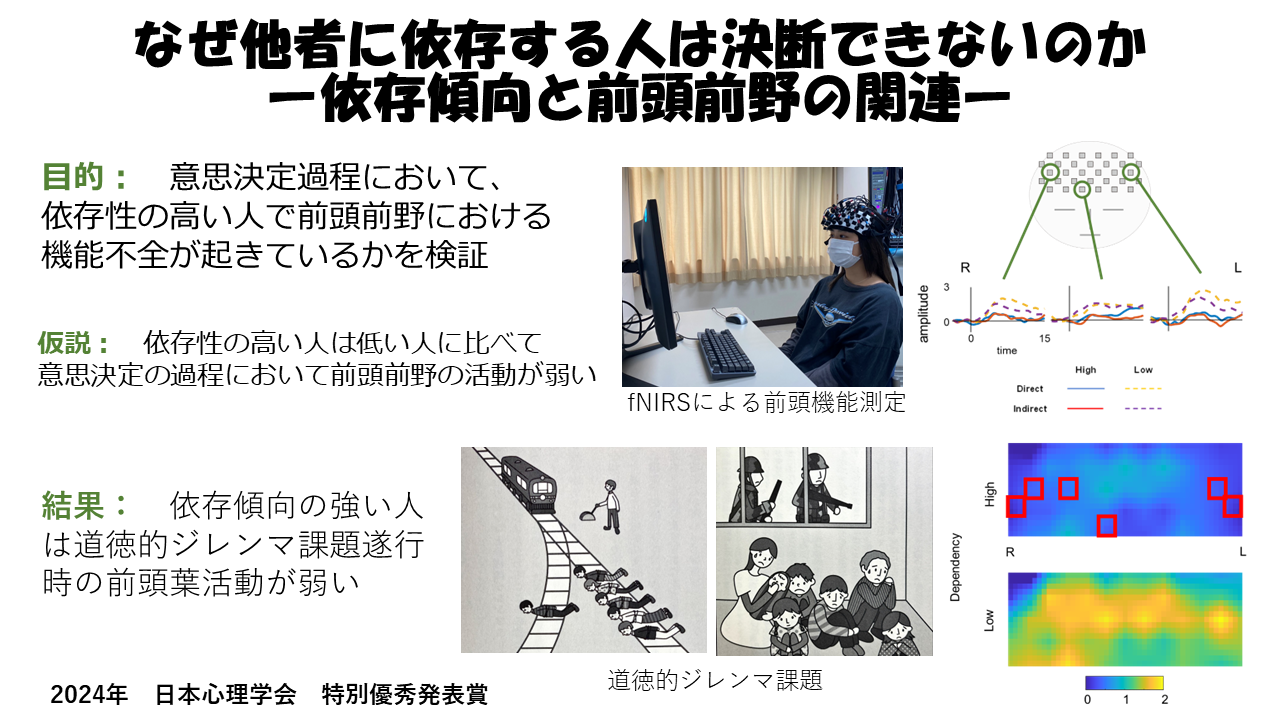 なぜ他者に依存する人は決断できないのか
ー依存傾向と前頭前野の関連ー
目的： 意思決定過程において、
依存性の高い人で前頭前野における
機能不全が起きているかを検証
仮説： 依存性の高い人は低い人に比べて
意思決定の過程において前頭前野の活動が弱い
fNIRSによる前頭機能測定
R
L
amplitude
3
0
0
15
time
High
Low
Direct
Indirect
結果： 依存傾向の強い人
は道徳的ジレンマ課題遂行
時の前頭葉活動が弱い
道徳的ジレンマ課題
Dependency
High
R
L
Low
0
1
2
2024年 日本心理学会 特別優秀発表賞